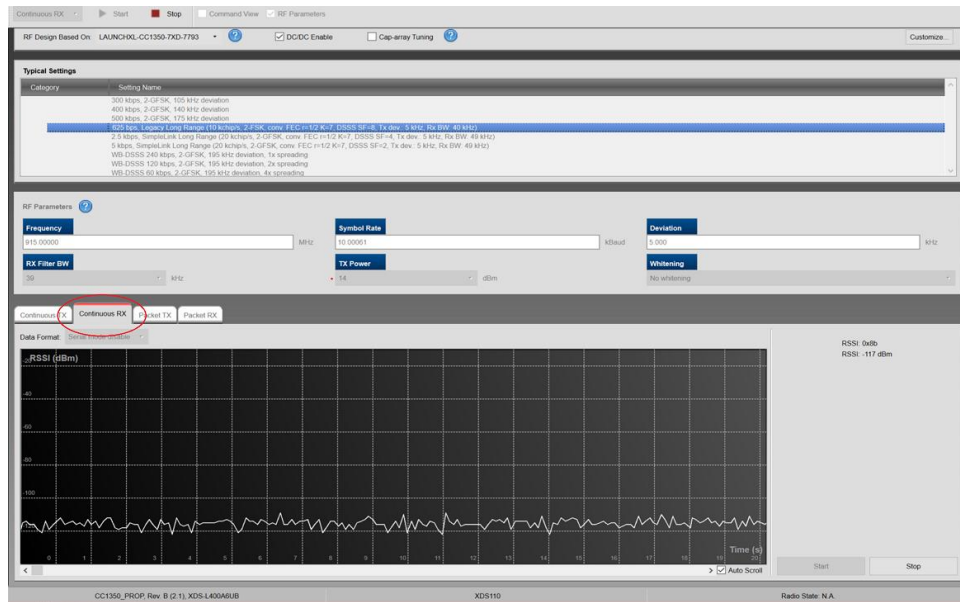 Continuous RX Start Stop Command View RF Parameters
RF Design Based On: LAUNCHXL-CC1350-7XD-7793 DC/DC Enable Cap-array Tuning Customize...
Typical Settings
Category Setting Name
300 kbps, 2-GFSK, 105 kHz deviation
400 kbps, 2-GFSK, 140 kHz deviation
500 kbps, 2-GFSK, 175 kHz deviation
625 bps, Legacy Long Range (10 kchip/s, 2-FSK, conv. FEC r=1/2 K=7, DSSS SF=8, Tx dev.: 5 kHz, Rx BW: 40 kHz)
2.5 kbps, SimpleLink Long Range (20 kchip/s, 2-GFSK, conv. FEC r=1/2 K=7, DSSS SF=4, Tx dev.: 5 kHz, Rx BW: 49 kHz)
5 kbps, SimpleLink Long Range (20 kchip/s, 2-GFSK, conv. FEC r=1/2 K=7, DSSS SF=2, Tx dev.: 5 kHz, Rx BW: 49 kHz)
WB-DSSS 240 kbps, 2-GFSK, 195 kHz deviation, 1x spreading
WB-DSSS 120 kbps, 2-GFSK, 195 kHz deviation, 2x spreading
WB-DSSS 60 kbps, 2-GFSK, 195 kHz deviation, 4x spreading
RF Parameters
Frequency Symbol Rate Deviation
915.00000 MHz 10.00061 kBaud 5.000 kHz
RX Filter BW TX Power Whitening
39 kHz 14 dBm No whitening
Continuous TX Continuous RX Packet TX Packet RX
Data Format: Serial mode disable
RSSI: 0x8b
RSSI: -117 dBm
RSSI (dBm)
-20
-40
-60
-80
-100
Time (s)
0 1 2 3 4 5 6 7 8 9 10 11 12 13 14 15 16 17 18 19 20
Auto Scroll Start Stop
CC1350_PROP, Rev. B (2.1), XDS-L400A6UB XDS110 Radio State: N.A.